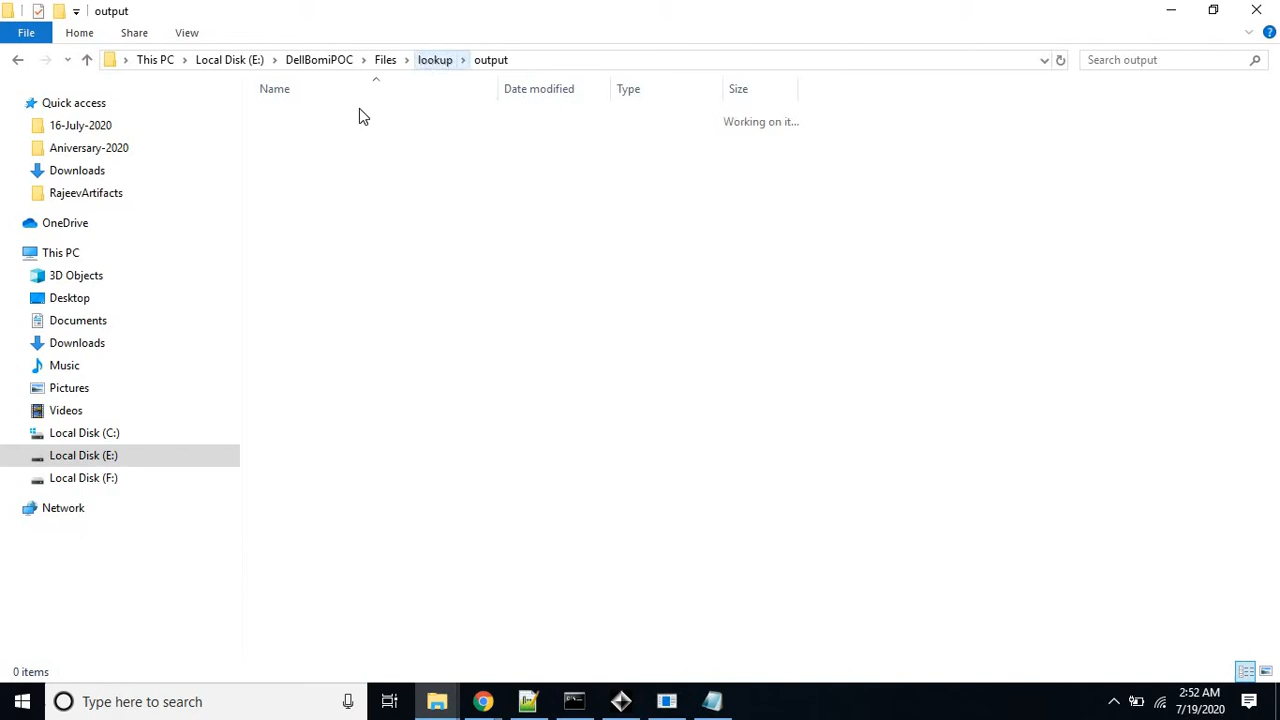 output
File Home Share View
This PC Local Disk (E:) DellBomiPOC Files lookup output Search output
Name Date modified Type Size
Working on it...
Quick access
16-July-2020
Aniversary-2020
Downloads
RajeevArtifacts
OneDrive
This PC
3D Objects
Desktop
Documents
Downloads
Music
Pictures
Videos
Local Disk (C:)
Local Disk (E:)
Local Disk (F:)
Network
0 items
Type here to search
2:52 AM
7/19/2020